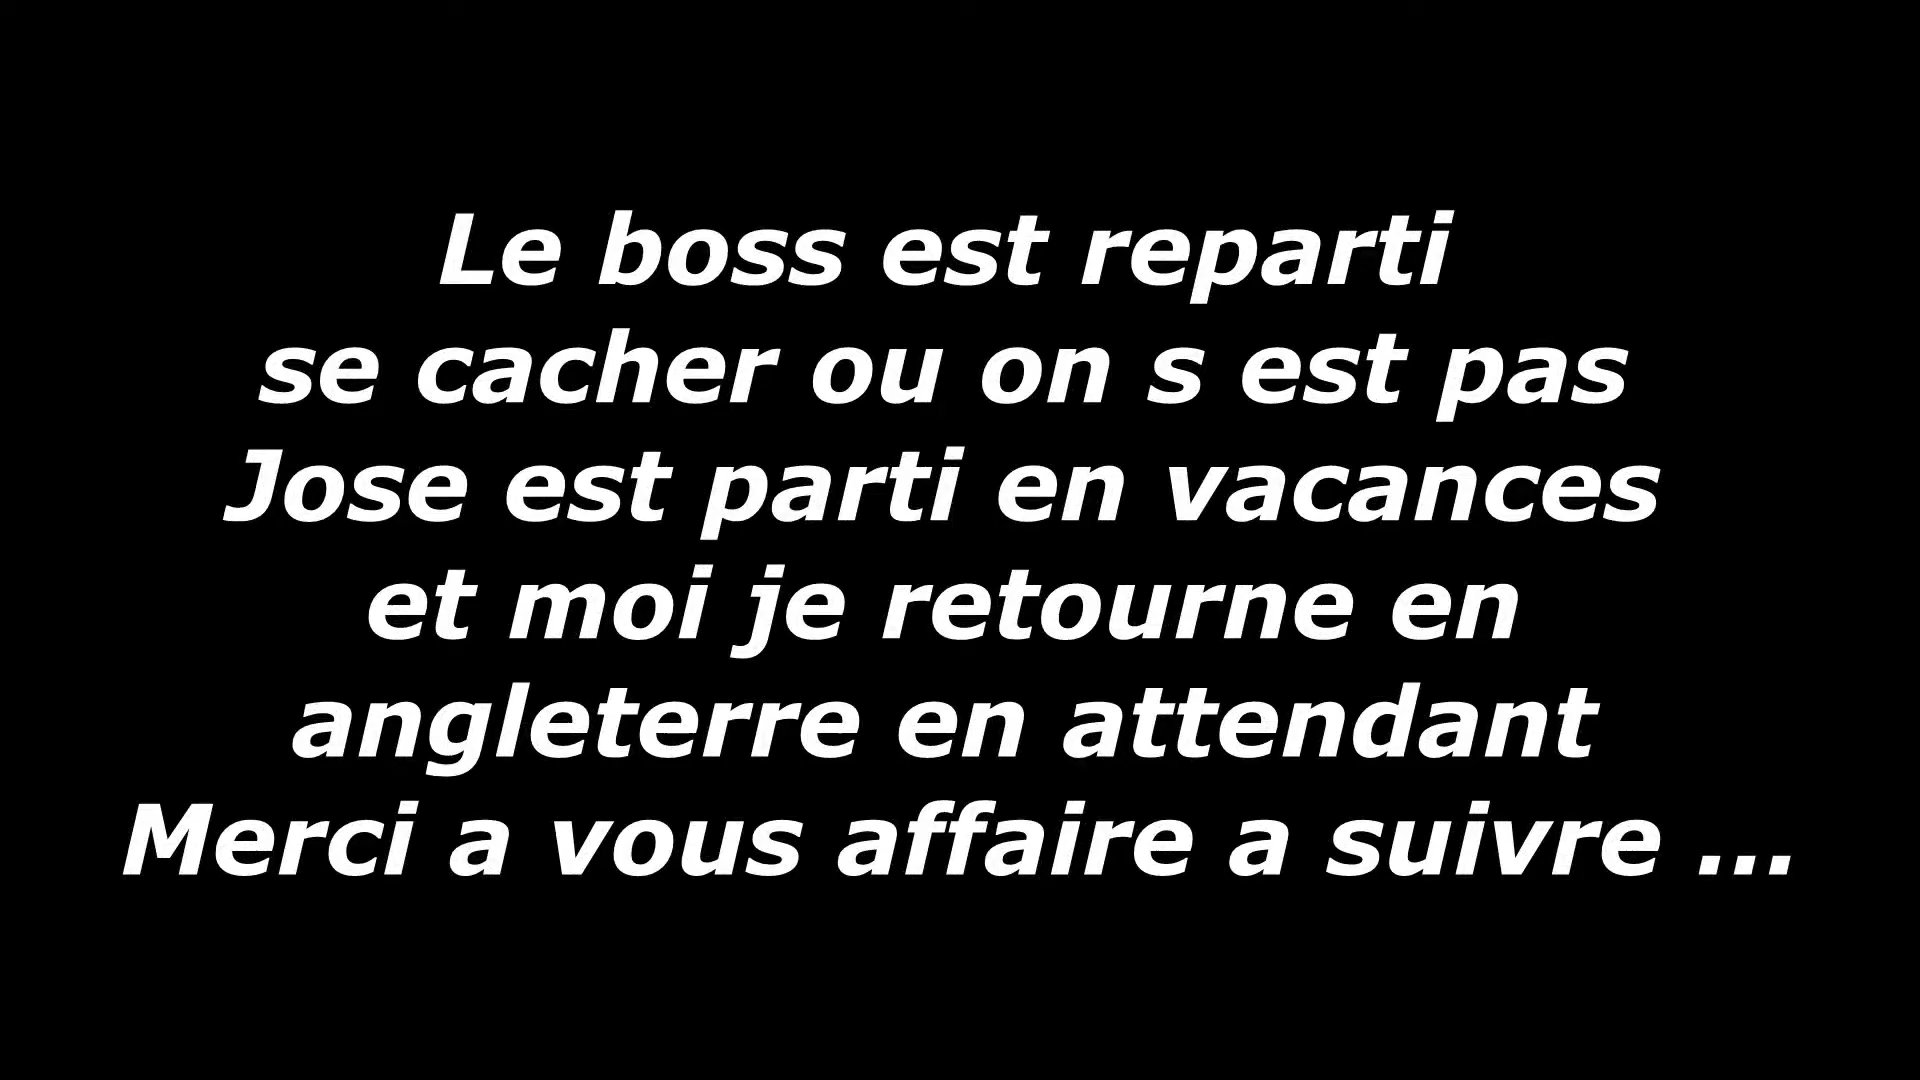 Le boss est reparti
se cacher ou on s est pas
Jose est parti en vacances
et moi je retourne en
angleterre en attendant
Merci a vous affaire a suivre ...